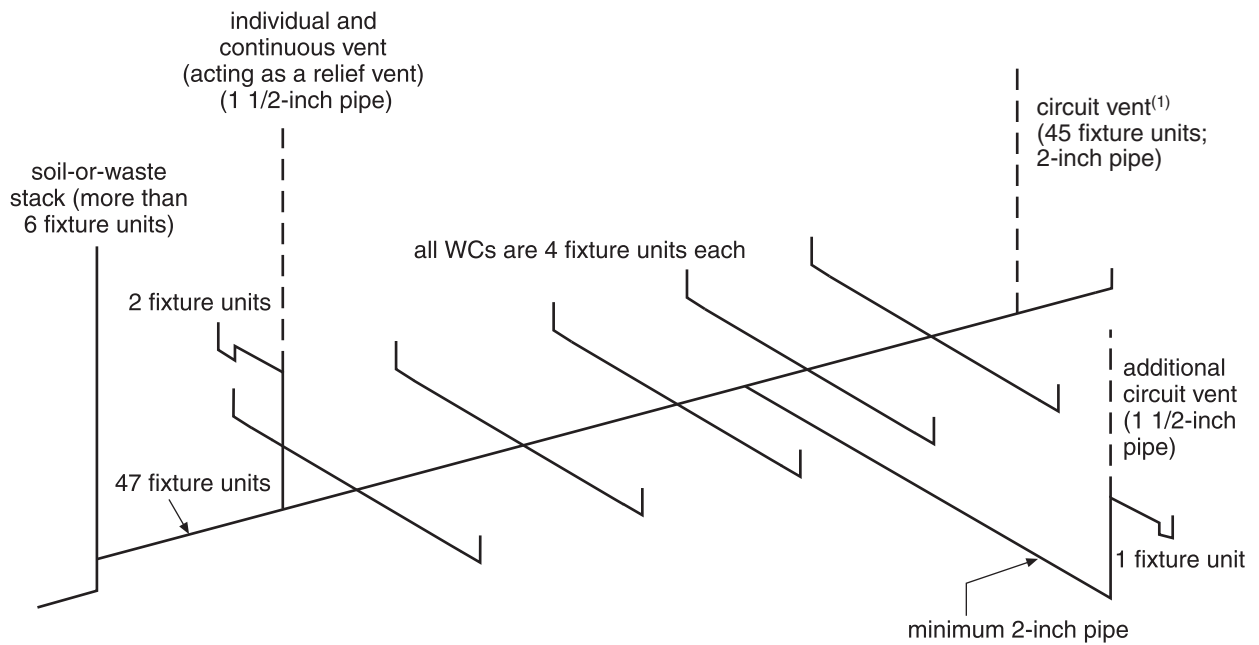 individual and
continuous vent
(acting as a relief vent)
(1 1/2-inch pipe)
circuit vent(1)
(45 fixture units;
2-inch pipe)
soil-or-waste
stack (more than
6 fixture units)
all WCs are 4 fixture units each
2 fixture units
additional
circuit vent
(1 1/2-inch
pipe)
47 fixture units
1 fixture unit
minimum 2-inch pipe